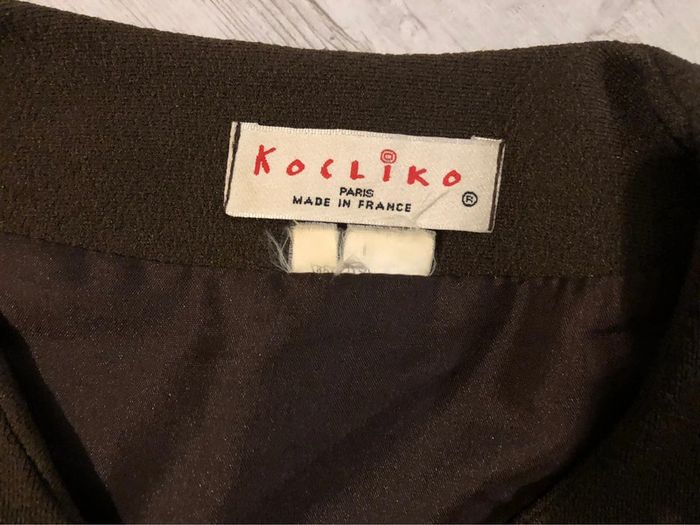 KOCLIKO
PARIS
MADE IN FRANCE
®